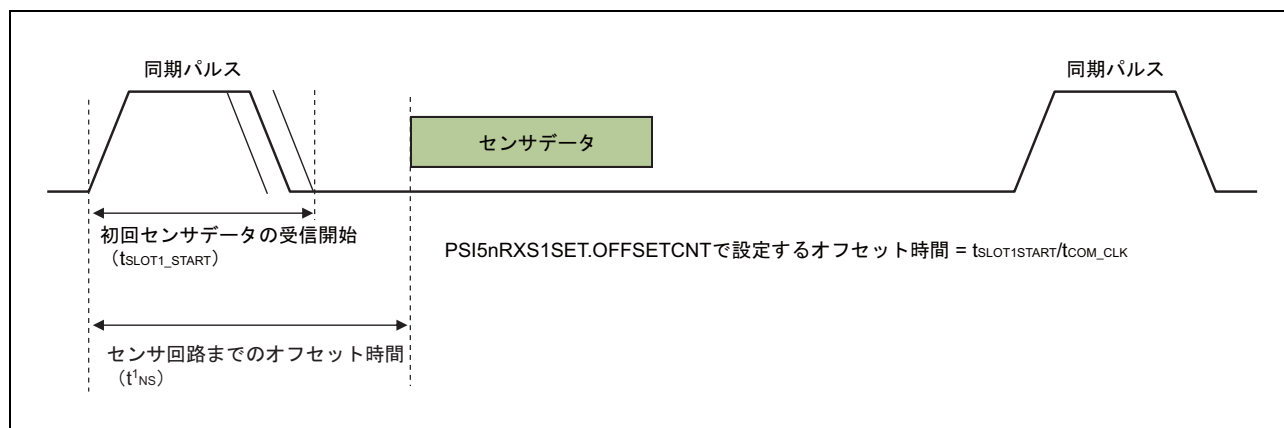 同期パルス
同期パルス
センサデータ
初回センサデータの受信開始
（tSLOT1_START）
PSI5nRXS1SET.OFFSETCNTで設定するオフセット時間 = tSLOT1START/tCOM_CLK
センサ回路までのオフセット時間
（t¹NS）